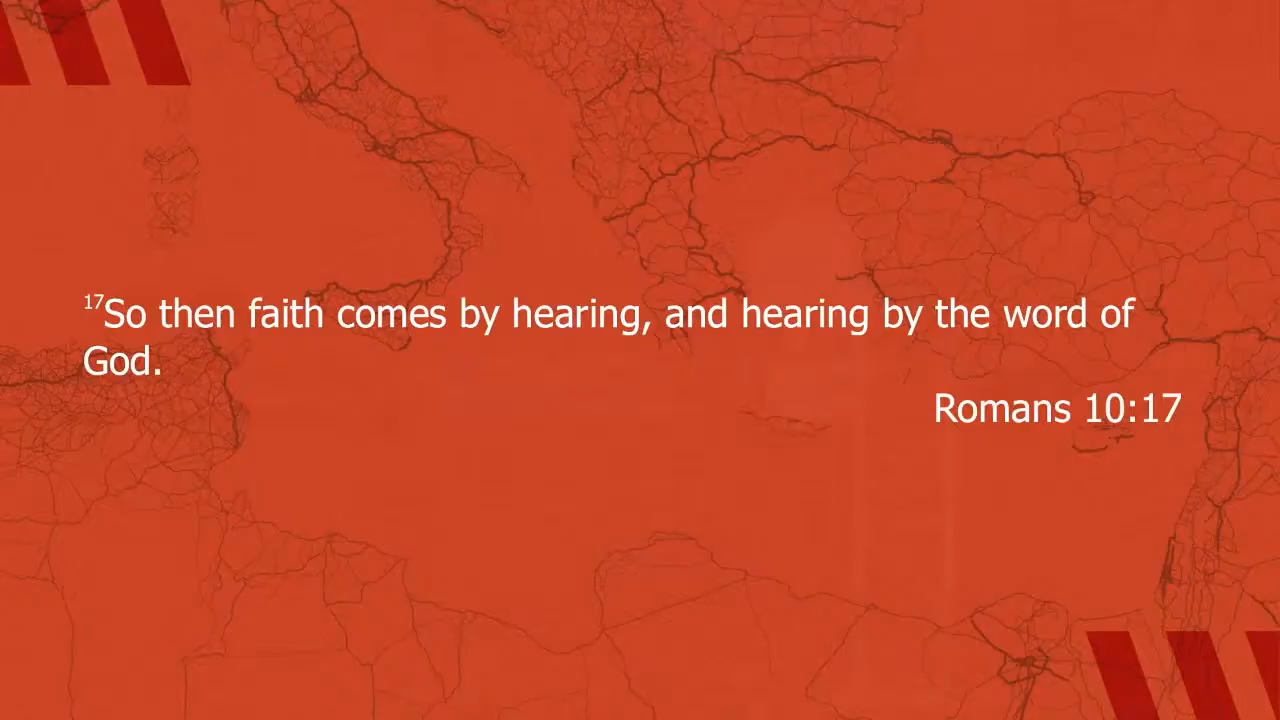 17So then faith comes by hearing, and hearing by the word of
God.
Romans 10:17